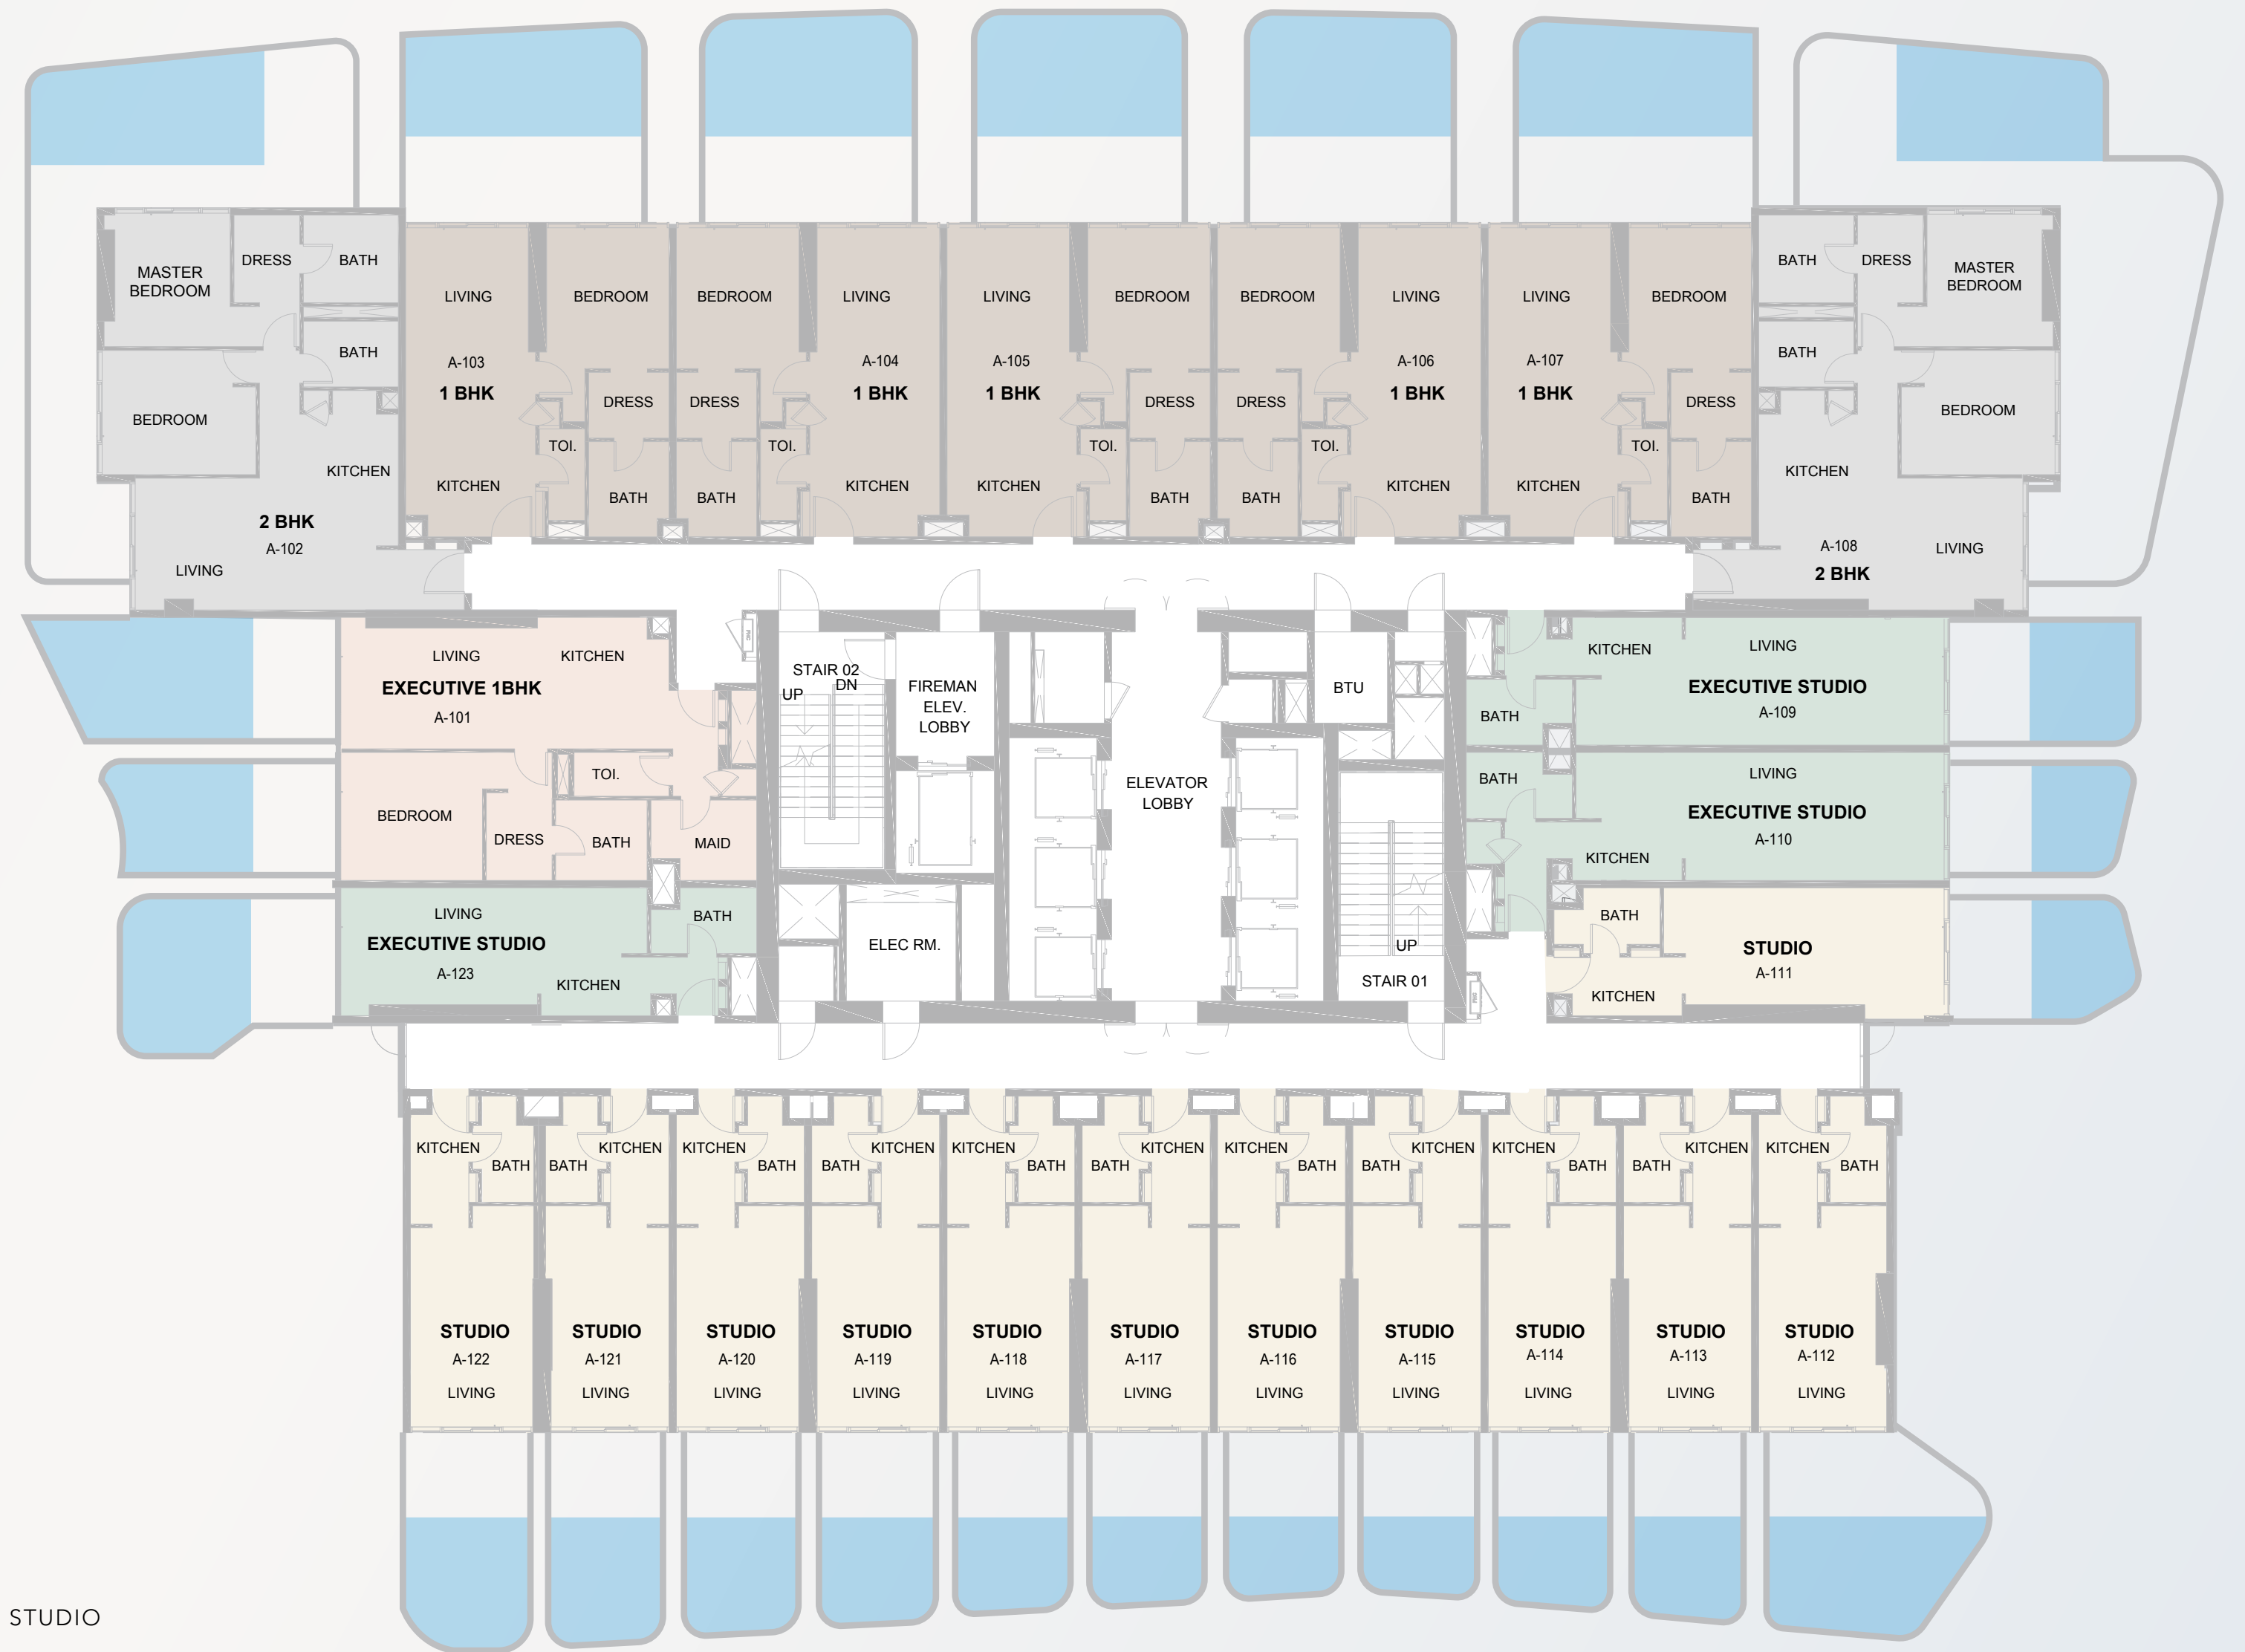 MASTER
BEDROOM
DRESS
BATH
BATH
BEDROOM
KITCHEN
2 BHK
A-102
LIVING
LIVING
BEDROOM
A-103
1 BHK
DRESS
TOI.
KITCHEN
BATH
BEDROOM
LIVING
A-104
1 BHK
DRESS
TOI.
BATH
KITCHEN
LIVING
BEDROOM
A-105
1 BHK
DRESS
TOI.
KITCHEN
BATH
BEDROOM
LIVING
A-106
1 BHK
DRESS
TOI.
BATH
KITCHEN
LIVING
BEDROOM
A-107
1 BHK
DRESS
TOI.
KITCHEN
BATH
BATH
DRESS
MASTER
BEDROOM
BATH
BEDROOM
KITCHEN
A-108
2 BHK
LIVING
LIVING
KITCHEN
EXECUTIVE 1BHK
A-101
TOI.
BEDROOM
DRESS
BATH
MAID
LIVING
BATH
EXECUTIVE STUDIO
A-123
KITCHEN
STAIR 02
UP
DN
FIREMAN
ELEV.
LOBBY
ELEC RM.
ELEVATOR
LOBBY
BTU
UP
STAIR 01
KITCHEN
LIVING
EXECUTIVE STUDIO
A-109
BATH
BATH
LIVING
EXECUTIVE STUDIO
A-110
KITCHEN
BATH
STUDIO
A-111
KITCHEN
KITCHEN
BATH
STUDIO
A-122
LIVING
KITCHEN
BATH
STUDIO
A-121
LIVING
KITCHEN
BATH
STUDIO
A-120
LIVING
KITCHEN
BATH
STUDIO
A-119
LIVING
KITCHEN
BATH
STUDIO
A-118
LIVING
KITCHEN
BATH
STUDIO
A-117
LIVING
KITCHEN
BATH
STUDIO
A-116
LIVING
KITCHEN
BATH
STUDIO
A-115
LIVING
KITCHEN
BATH
STUDIO
A-114
LIVING
KITCHEN
BATH
STUDIO
A-113
LIVING
KITCHEN
BATH
STUDIO
A-112
LIVING
STUDIO